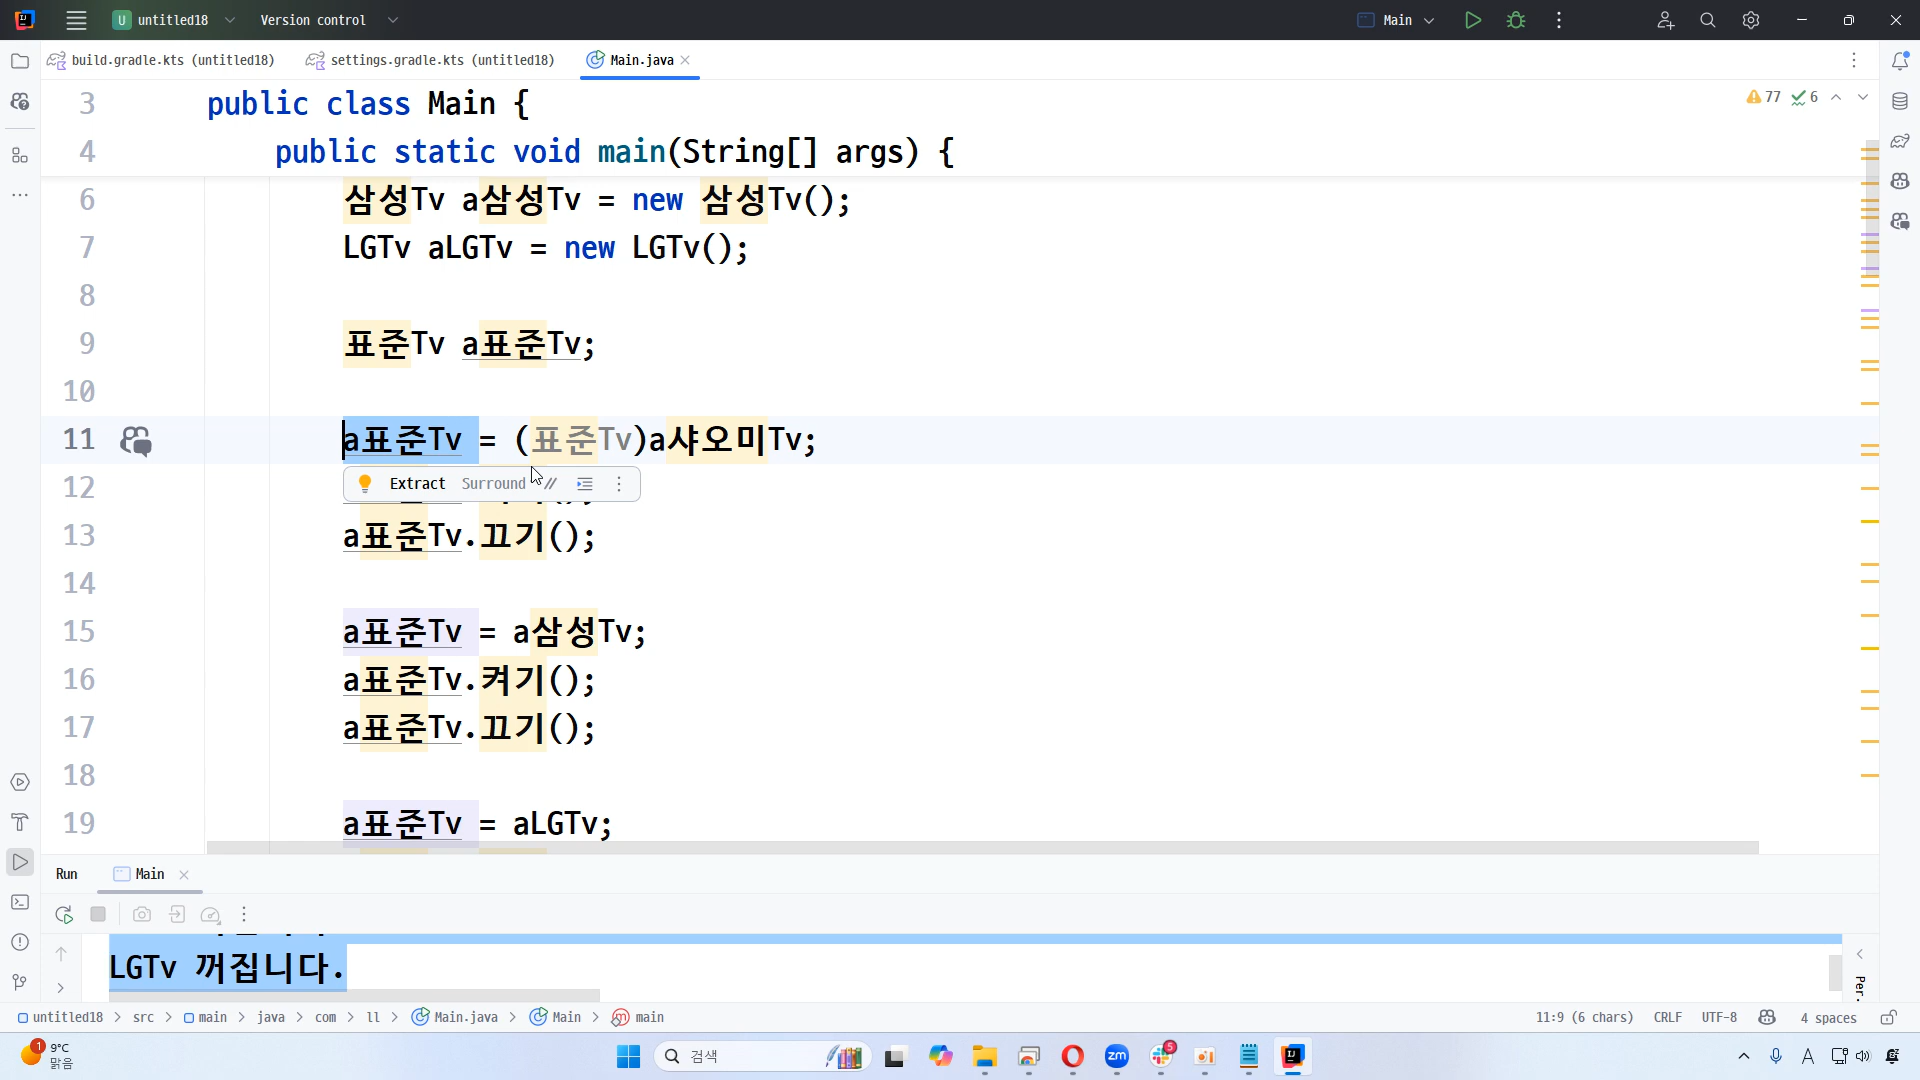 U untitled18 Version control Main
build.gradle.kts (untitled18) settings.gradle.kts (untitled18) Main.java
77 6
3 public class Main {
4 public static void main(String[] args) {
6 삼성Tv a삼성Tv = new 삼성Tv();
7 LGTv aLGTv = new LGTv();
8
9 표준Tv a표준Tv;
10
11 a표준Tv = (표준Tv)a샤오미Tv;
12
Extract Surround //
13 a표준Tv.끄기();
14
15 a표준Tv = a삼성Tv;
16 a표준Tv.켜기();
17 a표준Tv.끄기();
18
19 a표준Tv = aLGTv;
Run Main
LGTv 꺼집니다.
Per.
untitled18 > src > main > java > com > ll > Main.java > Main > main
11:9 (6 chars) CRLF UTF-8 4 spaces
1 9°C
맑음
검색
zm
5
A